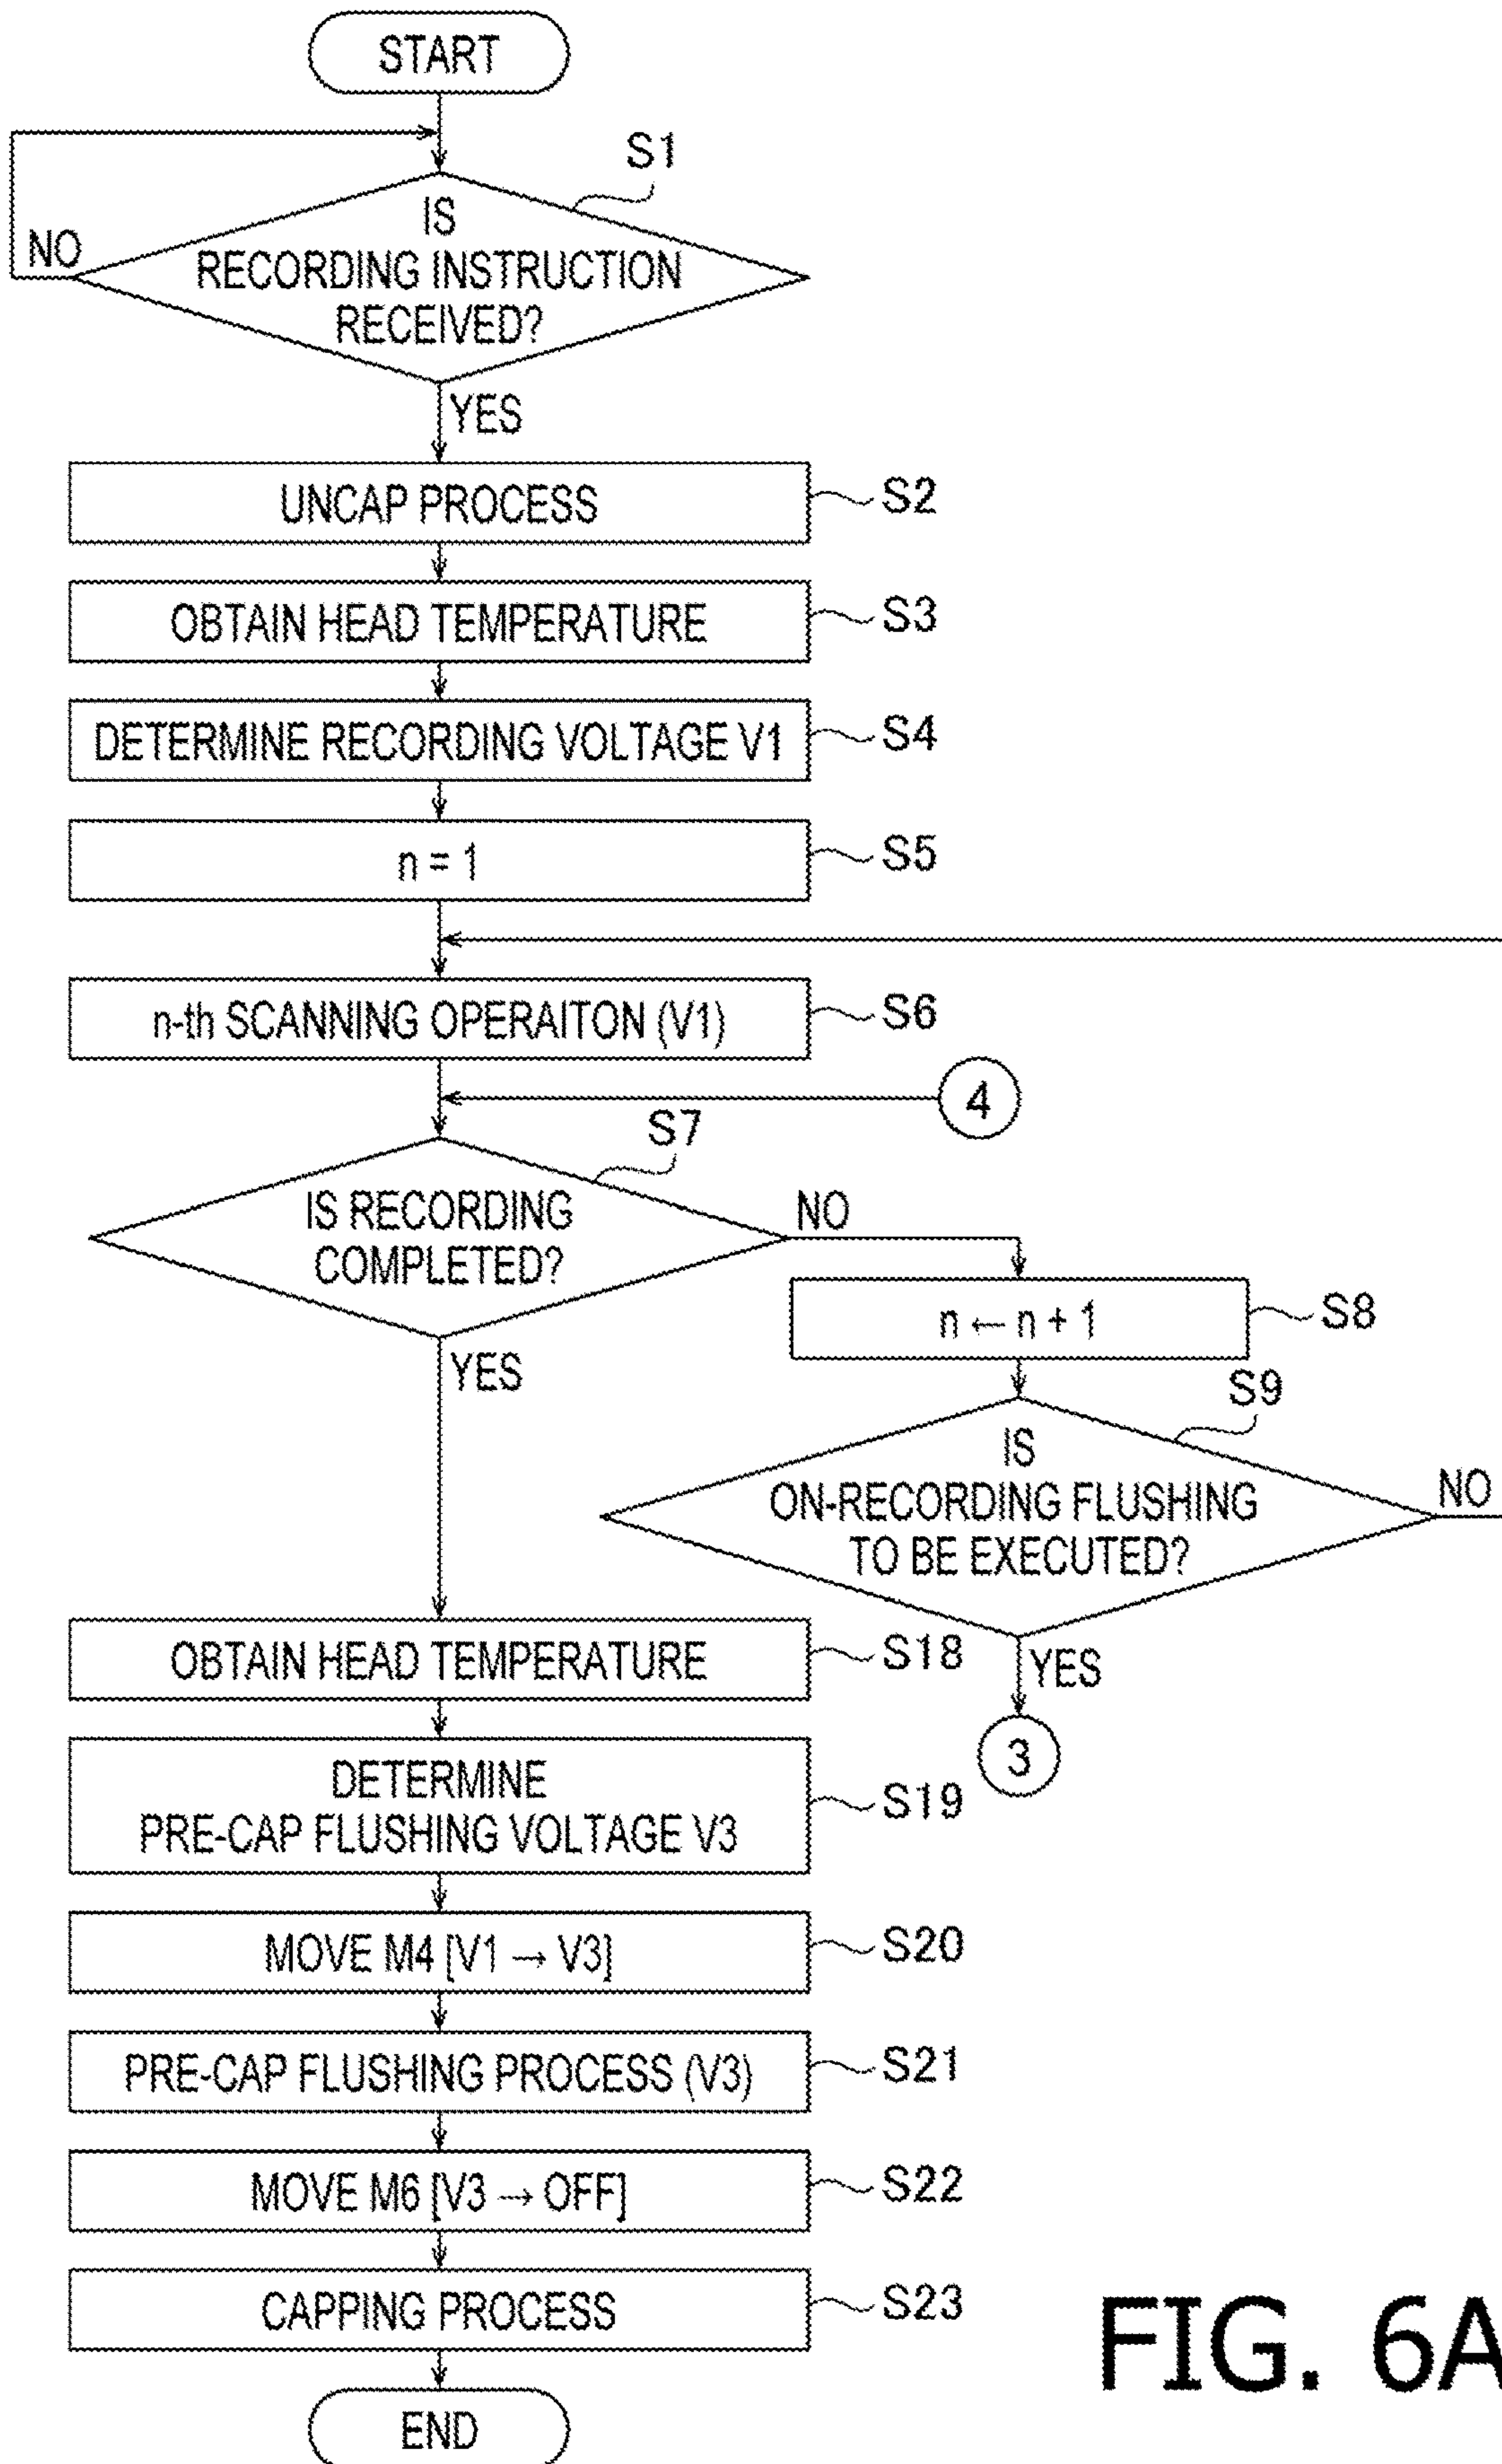 START
S1
IS
RECORDING INSTRUCTION
RECEIVED?
NO
YES
UNCAP PROCESS
S2
OBTAIN HEAD TEMPERATURE
S3
DETERMINE RECORDING VOLTAGE V1
S4
n = 1
S5
n-th SCANNING OPERAITON (V1)
S6
4
S7
IS RECORDING
COMPLETED?
NO
YES
n ← n + 1
S8
S9
IS
ON-RECORDING FLUSHING
TO BE EXECUTED?
NO
YES
3
OBTAIN HEAD TEMPERATURE
S18
DETERMINE
PRE-CAP FLUSHING VOLTAGE V3
S19
MOVE M4 [V1 → V3]
S20
PRE-CAP FLUSHING PROCESS (V3)
S21
MOVE M6 [V3 → OFF]
S22
CAPPING PROCESS
S23
END
FIG. 6A